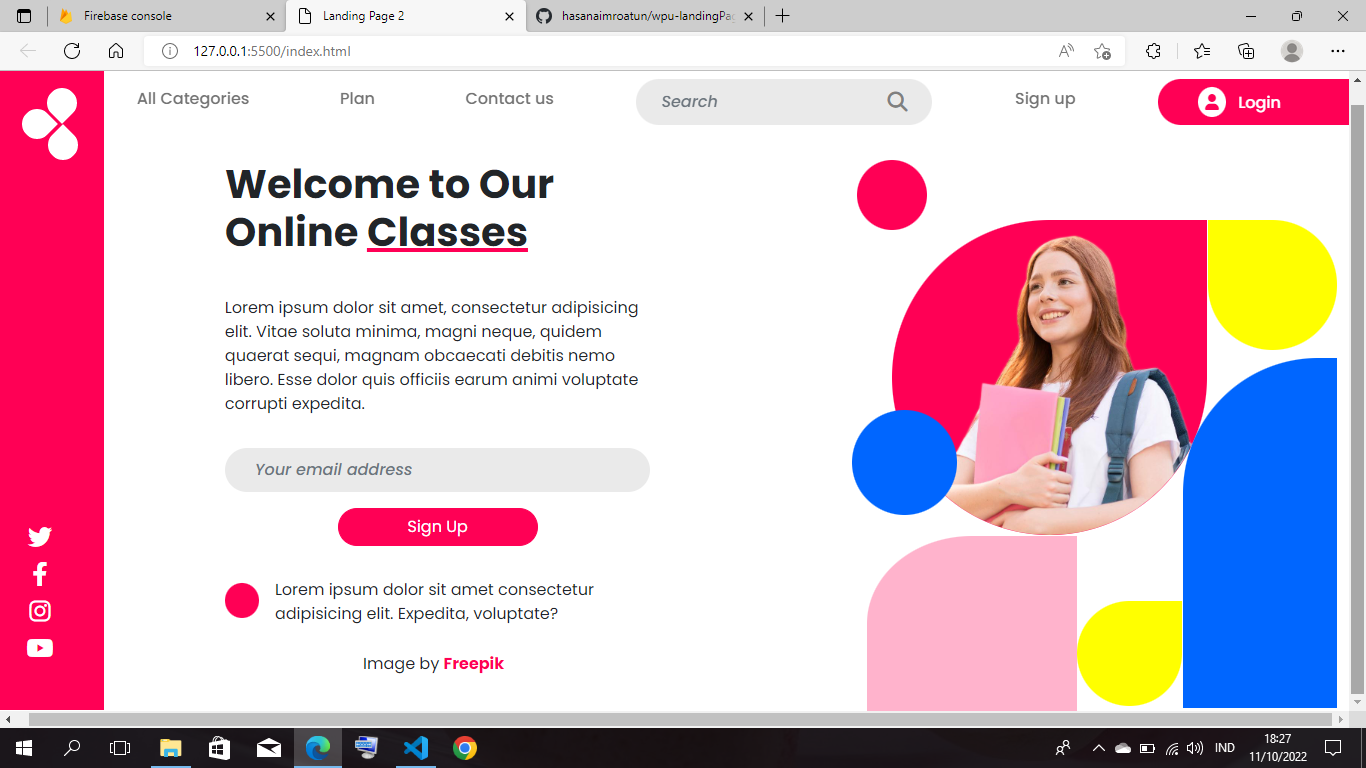 Firebase console
Landing Page 2
hasanaimroatun/wpu-landingPag
127.0.0.1:5500/index.html
All Categories
Plan
Contact us
Search
Sign up
Login
Welcome to Our
Online Classes
Lorem ipsum dolor sit amet, consectetur adipisicing
elit. Vitae soluta minima, magni neque, quidem
quaerat sequi, magnam obcaecati debitis nemo
libero. Esse dolor quis officiis earum animi voluptate
corrupti expedita.
Your email address
Sign Up
Lorem ipsum dolor sit amet consectetur
adipisicing elit. Expedita, voluptate?
Image by Freepik
IND
18:27
11/10/2022